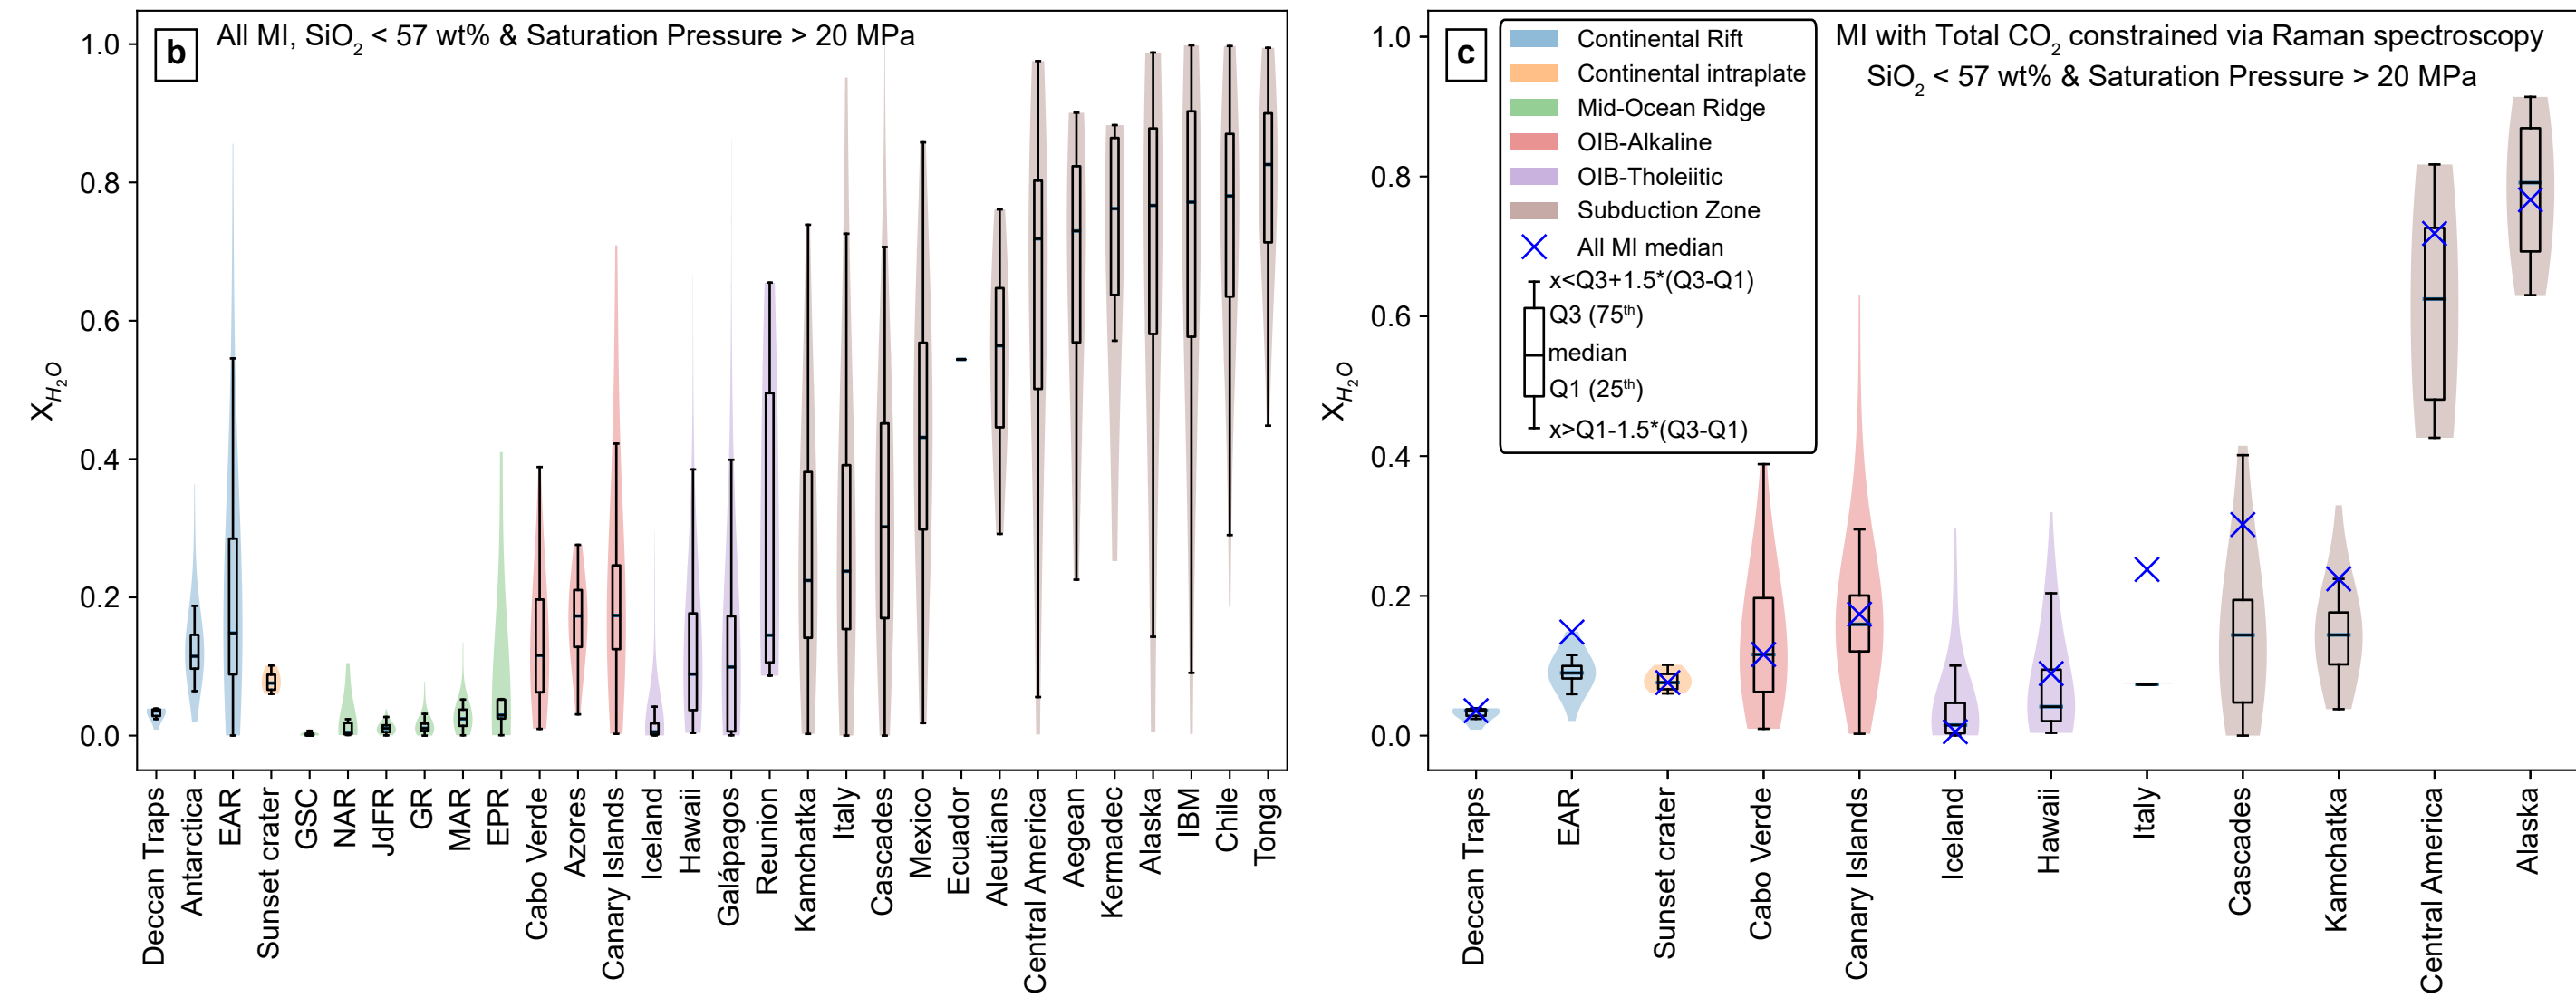 b
All MI, SiO2 < 57 wt% & Saturation Pressure > 20 MPa
1.0
0.8
0.6
0.4
0.2
0.0
XH2O
Deccan Traps
Antarctica
EAR
Sunset crater
GSC
NAR
JdFR
GR
MAR
EPR
Cabo Verde
Azores
Canary Islands
Iceland
Hawaii
Galápagos
Reunion
Kamchatka
Italy
Cascades
Mexico
Ecuador
Aleutians
Central America
Aegean
Kermadec
Alaska
IBM
Chile
Tonga
c
MI with Total CO2 constrained via Raman spectroscopy
SiO2 < 57 wt% & Saturation Pressure > 20 MPa
Continental Rift
Continental intraplate
Mid-Ocean Ridge
OIB-Alkaline
OIB-Tholeiitic
Subduction Zone
All MI median
x<Q3+1.5*(Q3-Q1)
Q3 (75th)
median
Q1 (25th)
x>Q1-1.5*(Q3-Q1)
1.0
0.8
0.6
0.4
0.2
0.0
XH2O
Deccan Traps
EAR
Sunset crater
Cabo Verde
Canary Islands
Iceland
Hawaii
Italy
Cascades
Kamchatka
Central America
Alaska